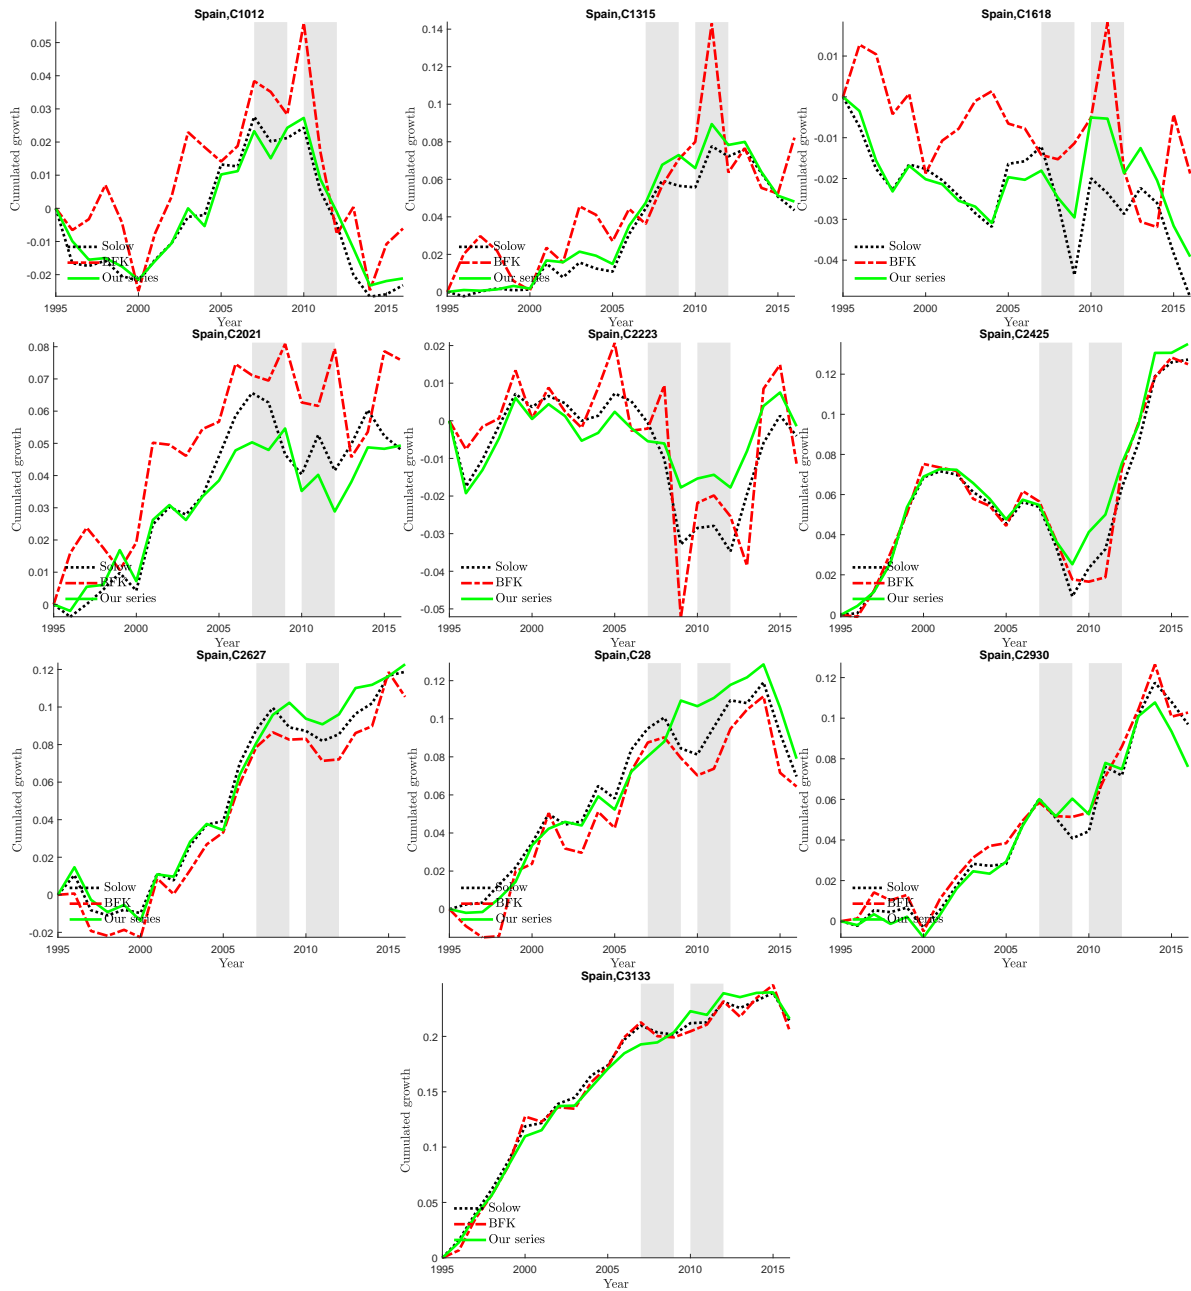 Spain,C1012
Cumulated growth
0.05
0.04
0.03
0.02
0.01
0
-0.01
-0.02
Solow
BFK
Our series
1995
2000
2005
2010
2015
Year
Spain,C1315
Cumulated growth
0.14
0.12
0.1
0.08
0.06
0.04
0.02
0
Solow
BFK
Our series
1995
2000
2005
2010
2015
Year
Spain,C1618
Cumulated growth
0.01
0
-0.01
-0.02
-0.03
-0.04
Solow
BFK
Our series
1995
2000
2005
2010
2015
Year
Spain,C2021
Cumulated growth
0.08
0.07
0.06
0.05
0.04
0.03
0.02
0.01
0
Solow
BFK
Our series
1995
2000
2005
2010
2015
Year
Spain,C2223
Cumulated growth
0.02
0.01
0
-0.01
-0.02
-0.03
-0.04
-0.05
Solow
BFK
Our series
1995
2000
2005
2010
2015
Year
Spain,C2425
Cumulated growth
0.12
0.1
0.08
0.06
0.04
0.02
0
Solow
BFK
Our series
1995
2000
2005
2010
2015
Year
Spain,C2627
Cumulated growth
0.12
0.1
0.08
0.06
0.04
0.02
0
-0.02
Solow
BFK
Our series
1995
2000
2005
2010
2015
Year
Spain,C28
Cumulated growth
0.12
0.1
0.08
0.06
0.04
0.02
0
Solow
BFK
Our series
1995
2000
2005
2010
2015
Year
Spain,C2930
Cumulated growth
0.12
0.1
0.08
0.06
0.04
0.02
0
Solow
BFK
Our series
1995
2000
2005
2010
2015
Year
Spain,C3133
Cumulated growth
0.2
0.15
0.1
0.05
0
Solow
BFK
Our series
1995
2000
2005
2010
2015
Year